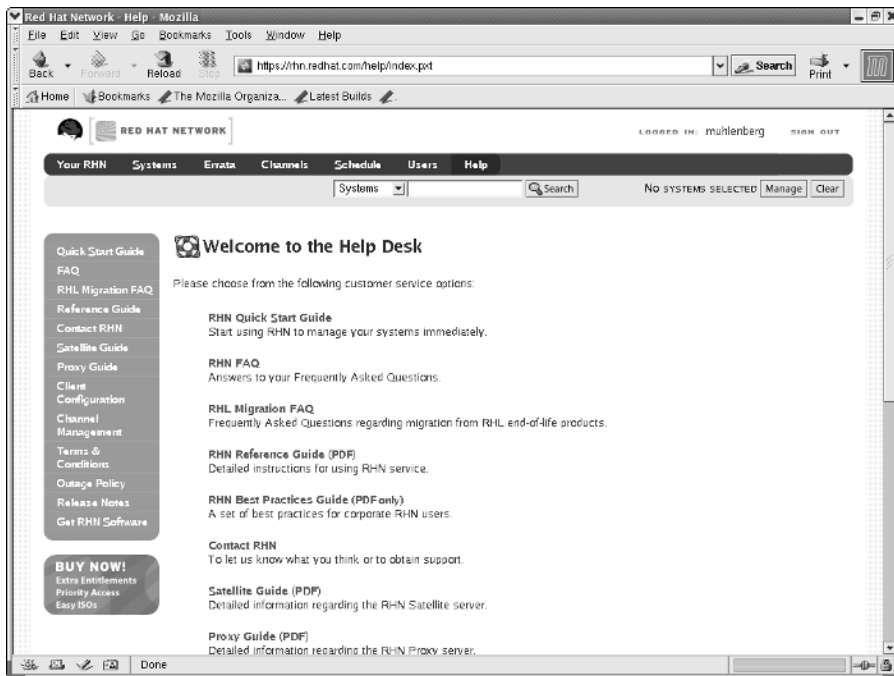 Red Hat Network - Help - Mozilla
File Edit View Go Bookmarks Tools Window Help
Back Forward Reload Stop https://rhn.redhat.com/help/index.pxt Search Print
Home Bookmarks The Mozilla Organiza... Latest Builds
RED HAT NETWORK
LOGGED IN: muhlenberg SIGN OUT
Your RHN Systems Errata Channels Schedule Users Help
Systems Search NO SYSTEMS SELECTED Manage Clear
Quick Start Guide
FAQ
RHL Migration FAQ
Reference Guide
Contact RHN
Satellite Guide
Proxy Guide
Client
Configuration
Channel
Management
Terms &
Conditions
Outage Policy
Release Notes
Get RHN Software
BUY NOW!
Extra Entitlements
Priority Access
Easy ISOs
Welcome to the Help Desk
Please choose from the following customer service options:
RHN Quick Start Guide
Start using RHN to manage your systems immediately.
RHN FAQ
Answers to your Frequently Asked Questions.
RHL Migration FAQ
Frequently Asked Questions regarding migration from RHL end-of-life products.
RHN Reference Guide (PDF)
Detailed instructions for using RHN service.
RHN Best Practices Guide (PDF only)
A set of best practices for corporate RHN users.
Contact RHN
To let us know what you think or to obtain support.
Satellite Guide (PDF)
Detailed information regarding the RHN Satellite server.
Proxy Guide (PDF)
Detailed information regarding the RHN Proxy server.
Done